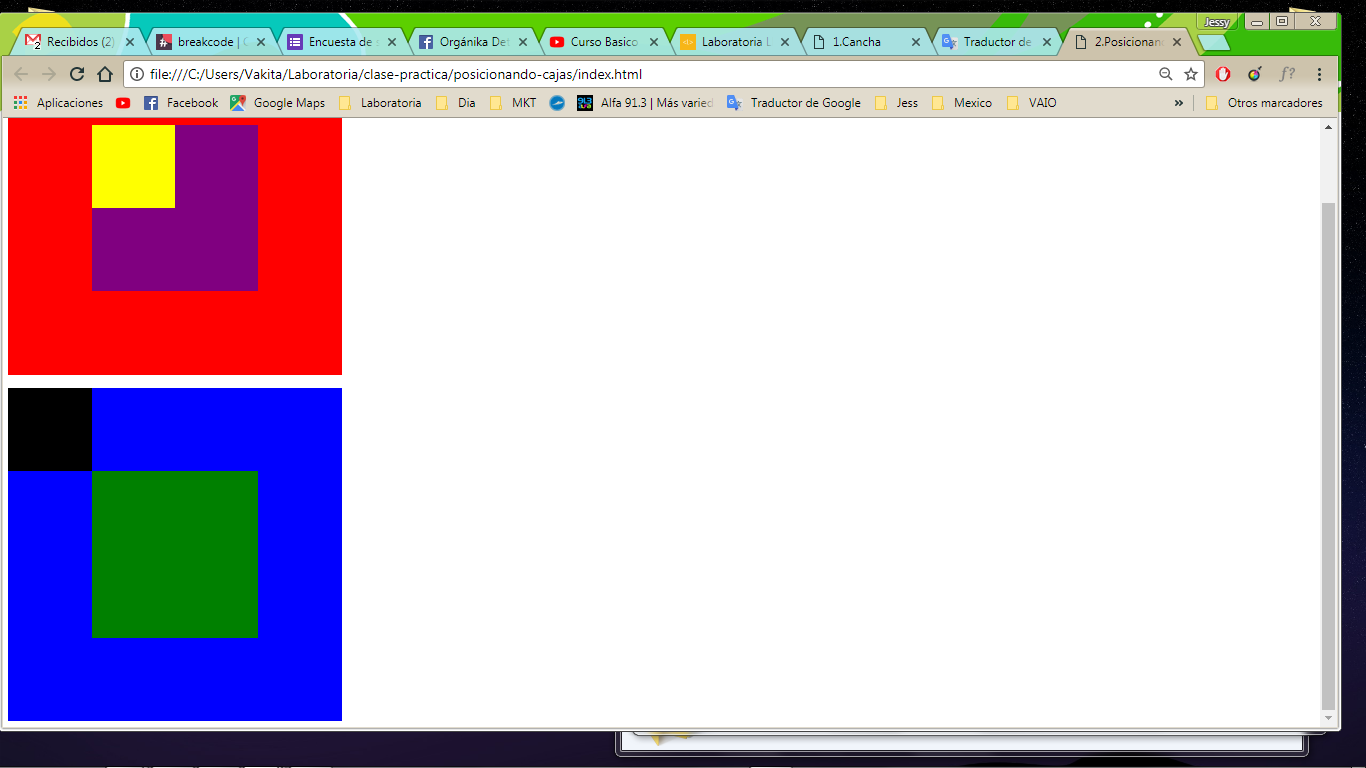 Jessy
Recibidos (2)
breakcode | C
Encuesta de s
Orgánika Det
Curso Basico
Laboratoria L
1.Cancha
Traductor de
2.Posicionan
file:///C:/Users/Vakita/Laboratoria/clase-practica/posicionando-cajas/index.html
Aplicaciones Facebook Google Maps Laboratoria Dia MKT Alfa 91.3 | Más varied Traductor de Google Jess Mexico VAIO » Otros marcadores